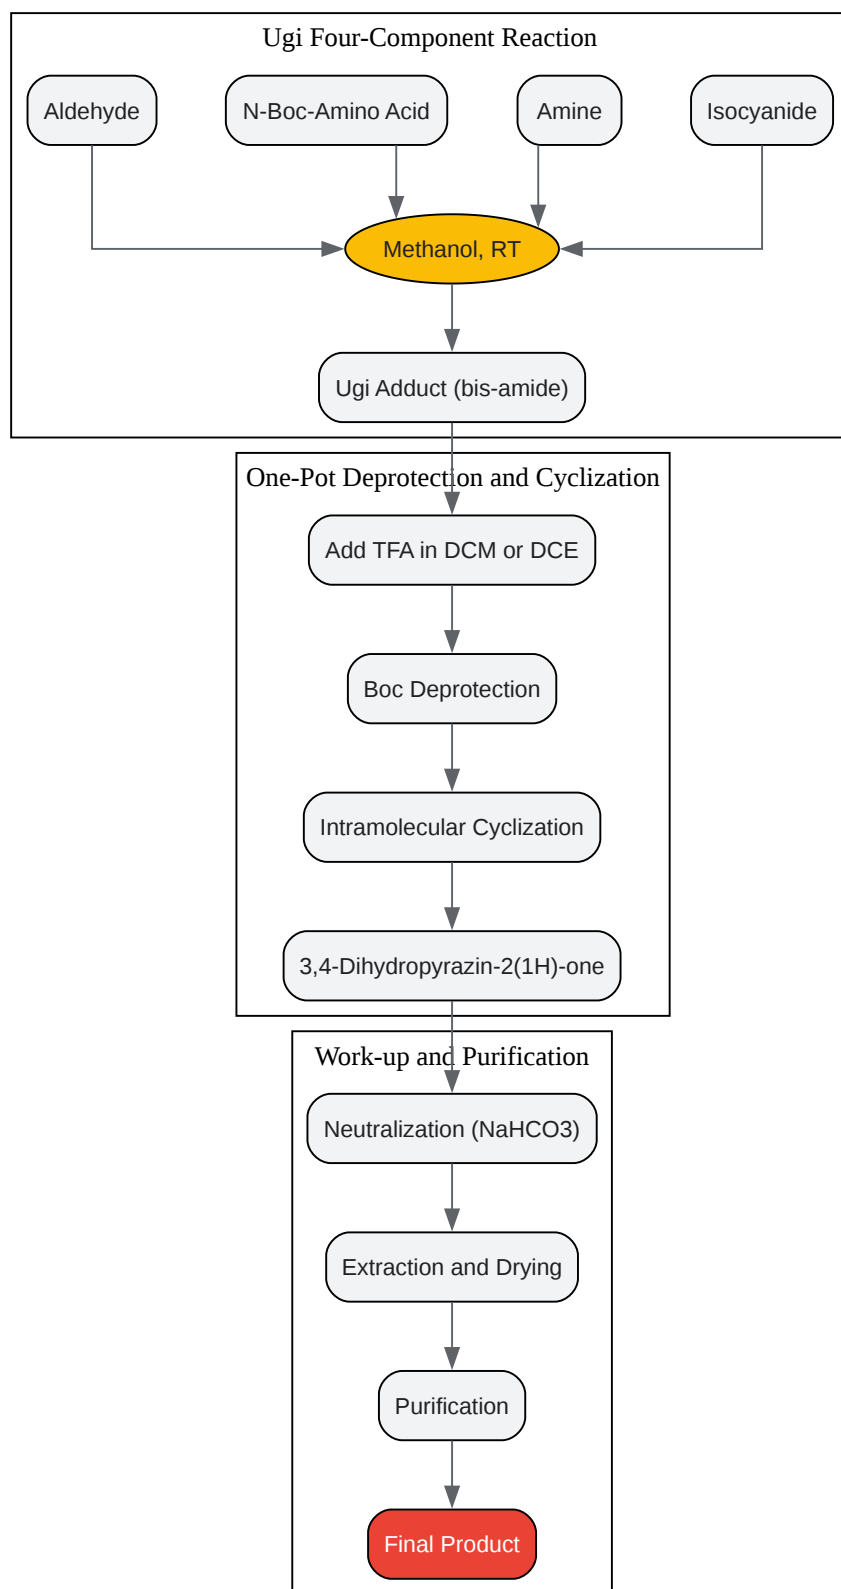 Ugi Four-Component Reaction
Aldehyde
N-Boc-Amino Acid
Amine
Isocyanide
Methanol, RT
Ugi Adduct (bis-amide)
One-Pot Deprotection and Cyclization
Add TFA in DCM or DCE
Boc Deprotection
Intramolecular Cyclization
3,4-Dihydropyrazin-2(1H)-one
Work-up and Purification
Neutralization (NaHCO3)
Extraction and Drying
Purification
Final Product